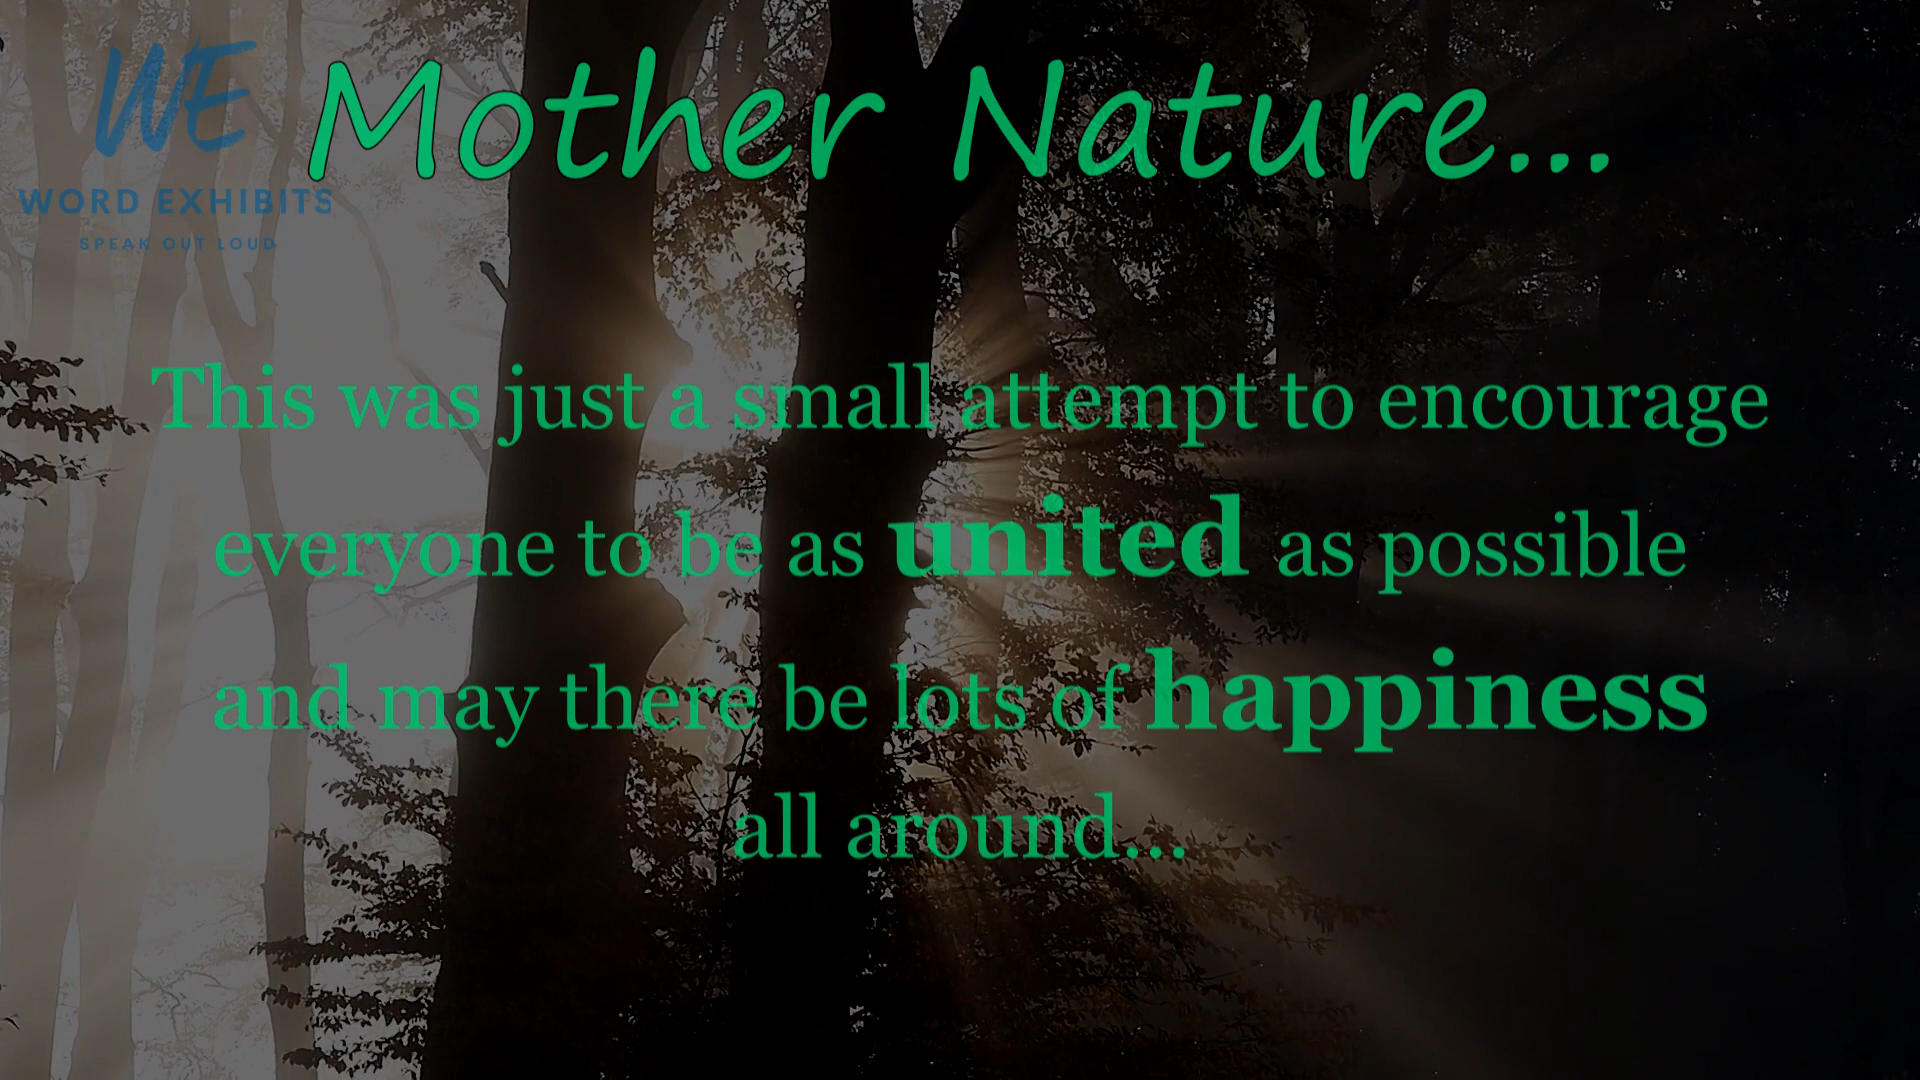 WE
WORD EXHIBITS
SPEAK OUT LOUD
Mother Nature...
This was just a small attempt to encourage
everyone to be as united as possible
and may there be lots of happiness
all around...